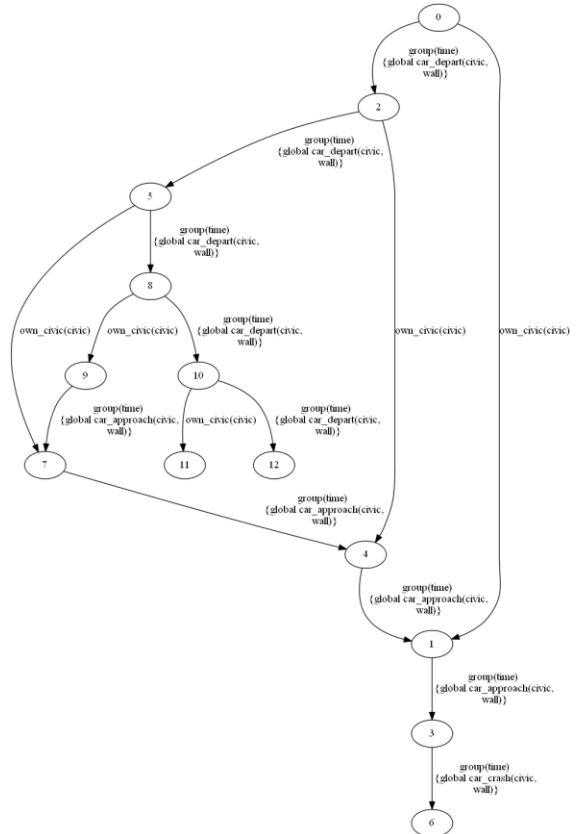 0
group(time)
{global car_depart(civic,
wall)}
2
group(time)
{global car_depart(civic,
wall)}
5
group(time)
{global car_depart(civic,
wall)}
8
own_civic(civic)
own_civic(civic)
group(time)
{global car_depart(civic,
wall)}
own_civic(civic)
own_civic(civic)
9
10
group(time)
{global car_approach(civic,
wall)}
own_civic(civic)
group(time)
{global car_depart(civic,
wall)}
7
11
12
group(time)
{global car_approach(civic,
wall)}
4
group(time)
{global car_approach(civic,
wall)}
1
group(time)
{global car_approach(civic,
wall)}
3
group(time)
{global car_crash(civic,
wall)}
6